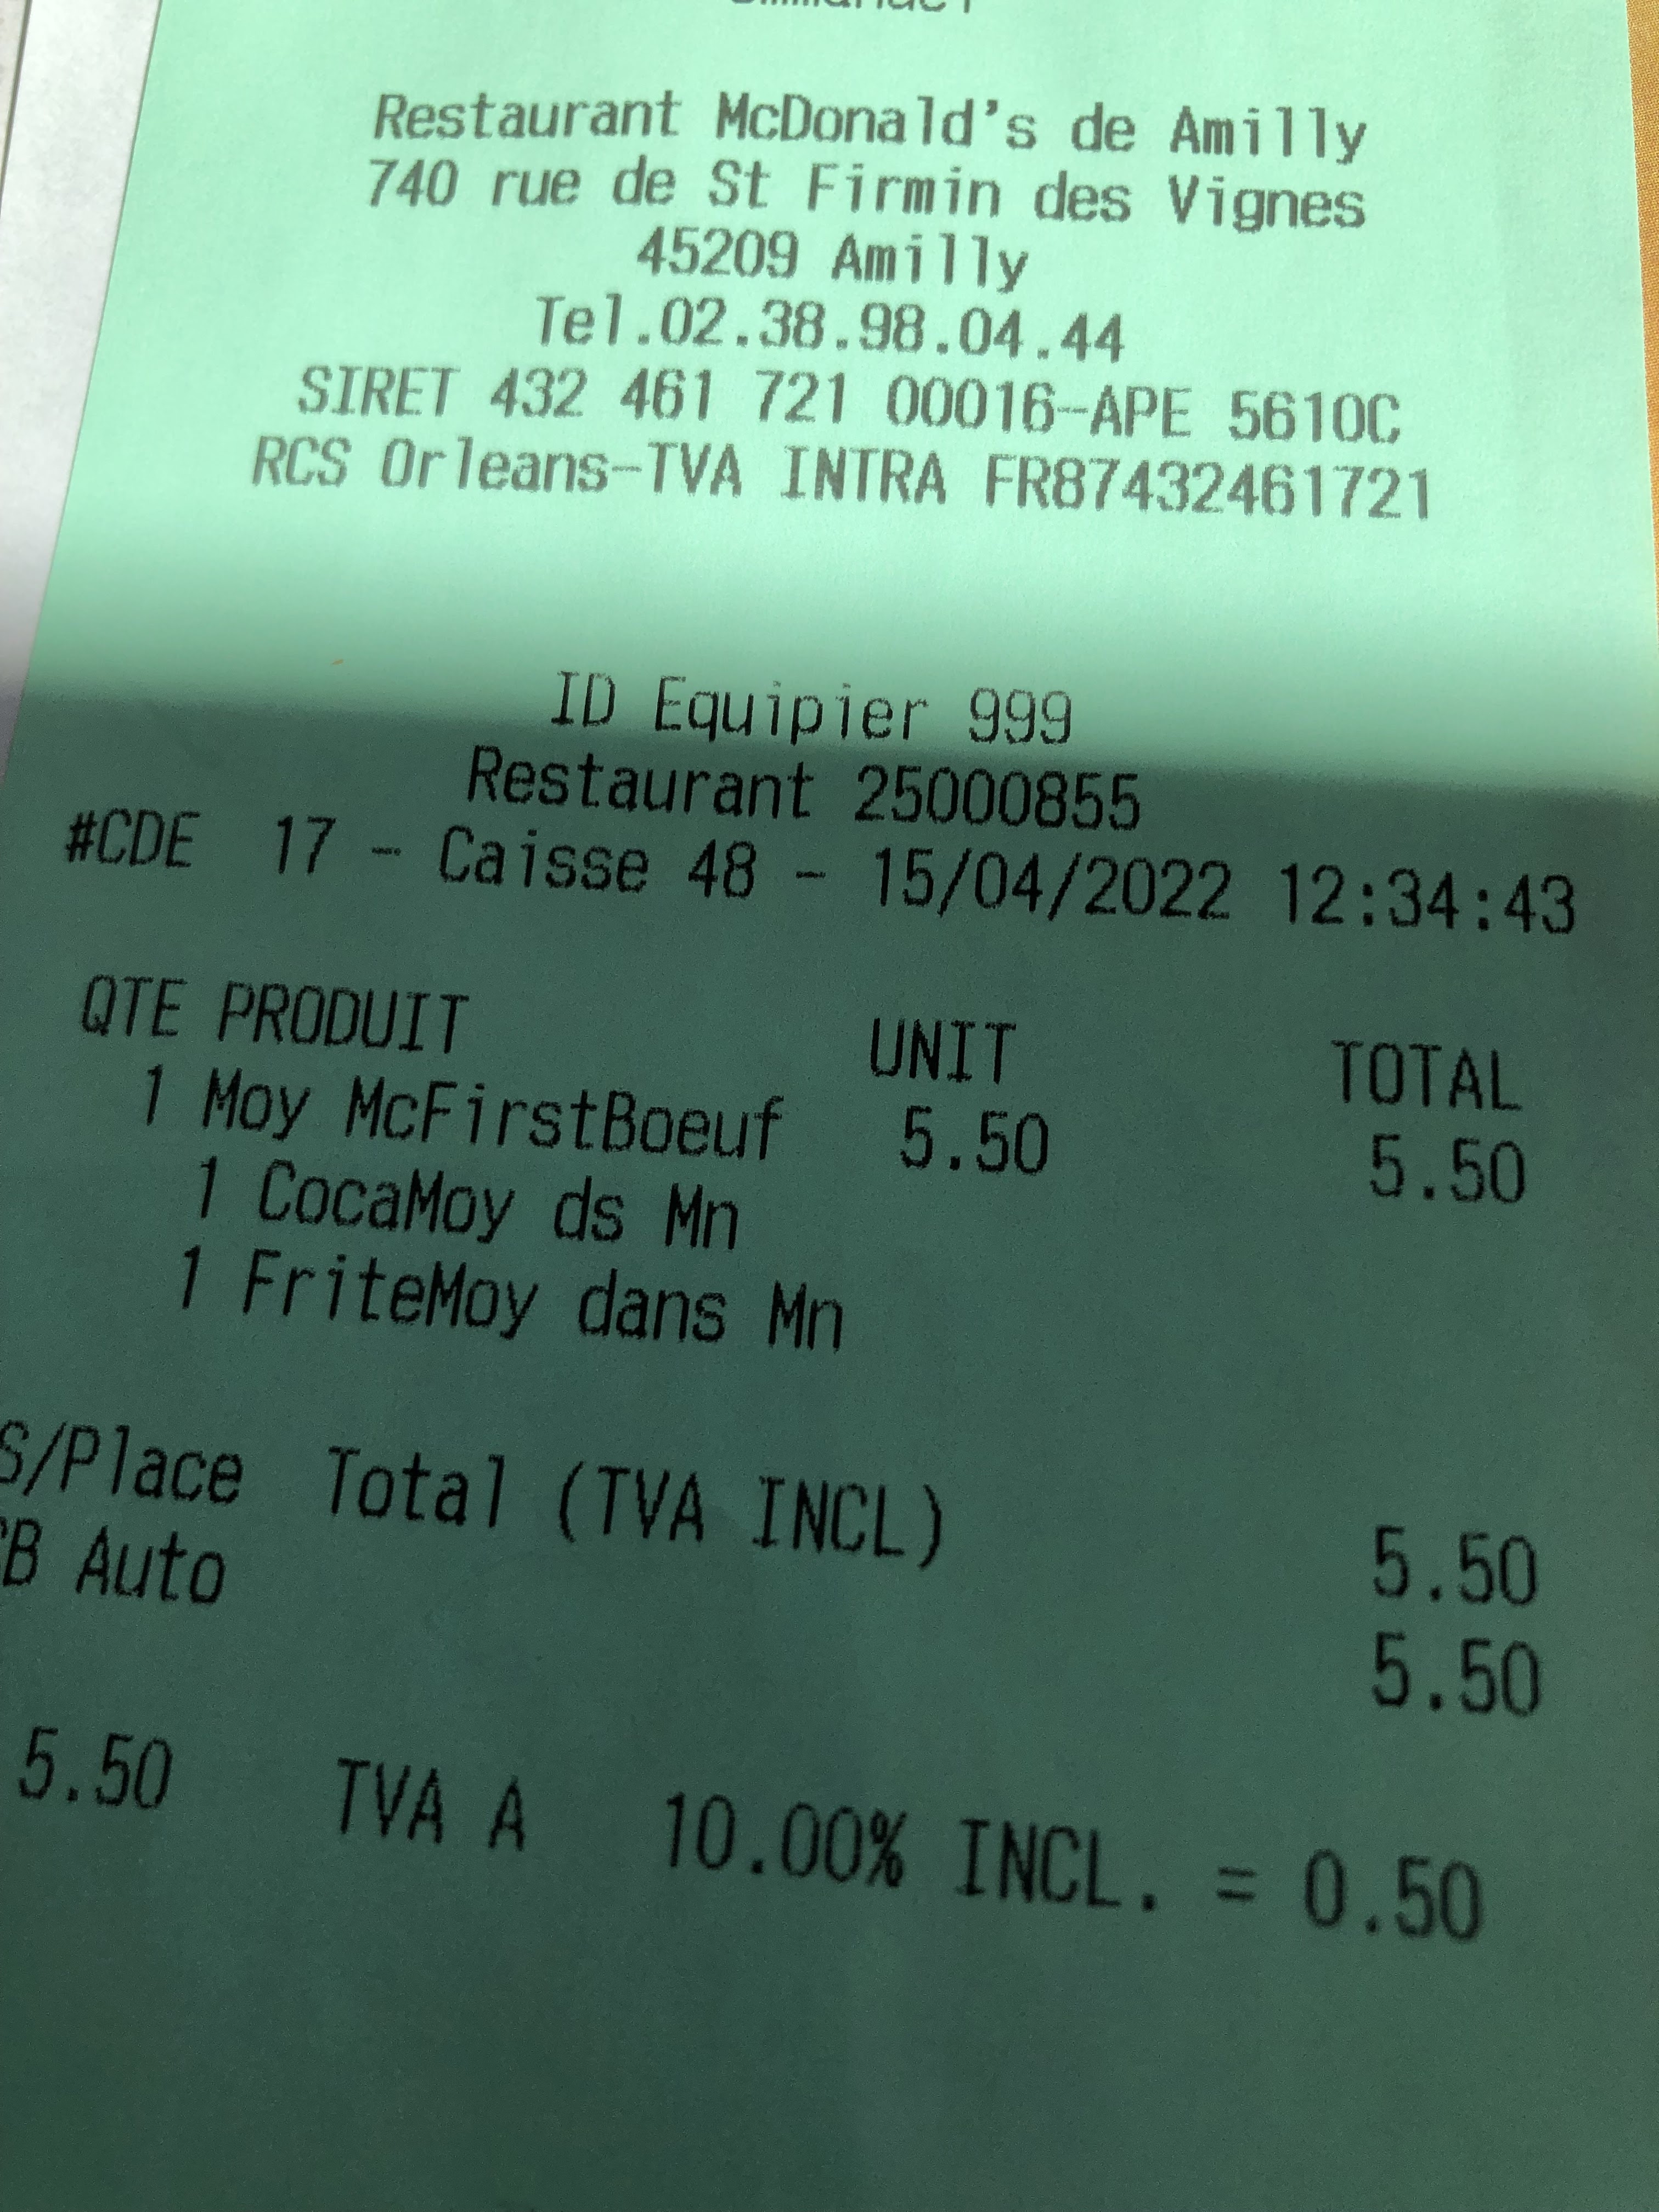 Restaurant McDonald's de Amilly
740 rue de St Firmin des Vignes
45209 Amilly
Tel.02.38.98.04.44
SIRET 432 461 721 00016-APE 5610C
RCS Orleans-TVA INTRA FR87432461721
ID Equipier 999
Restaurant 25000855
#CDE 17 - Caisse 48 - 15/04/2022 12:34:43
QTE PRODUIT UNIT TOTAL
1 Moy McFirstBoeuf 5.50 5.50
1 CocaMoy ds Mn
1 FriteMoy dans Mn
S/Place Total (TVA INCL) 5.50
CB Auto 5.50
5.50 TVA A 10.00% INCL. = 0.50